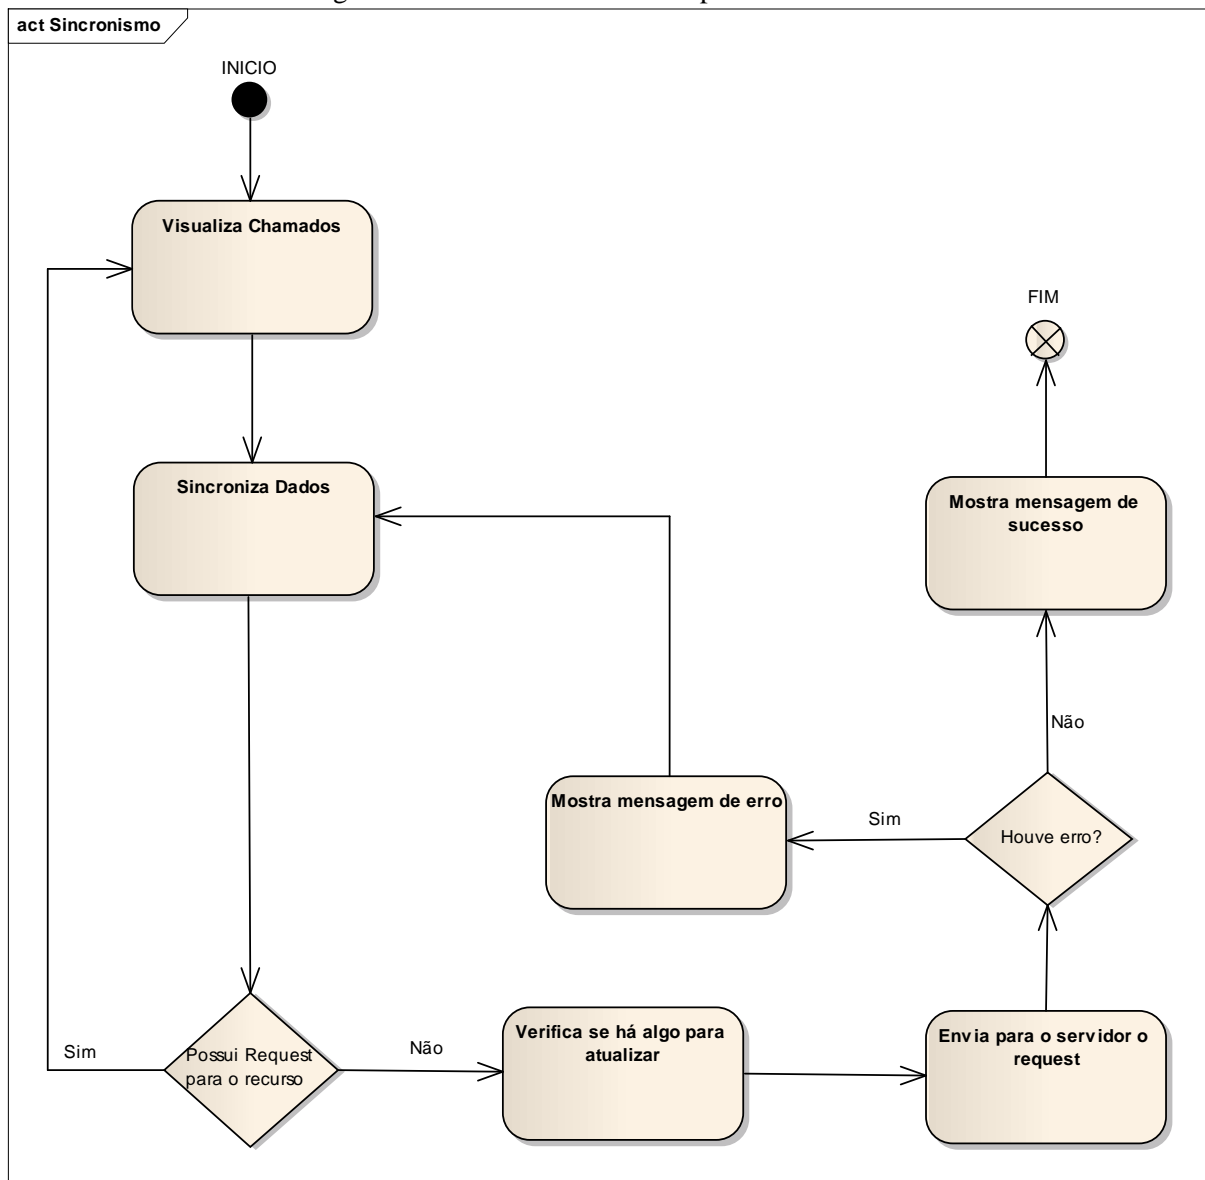 act Sincronismo
INICIO
Visualiza Chamados
FIM
Sincroniza Dados
Mostra mensagem de
sucesso
Não
Mostra mensagem de erro
Sim
Houve erro?
Possui Request
para o recurso
Sim
Não
Verifica se há algo para
atualizar
Envia para o servidor o
request